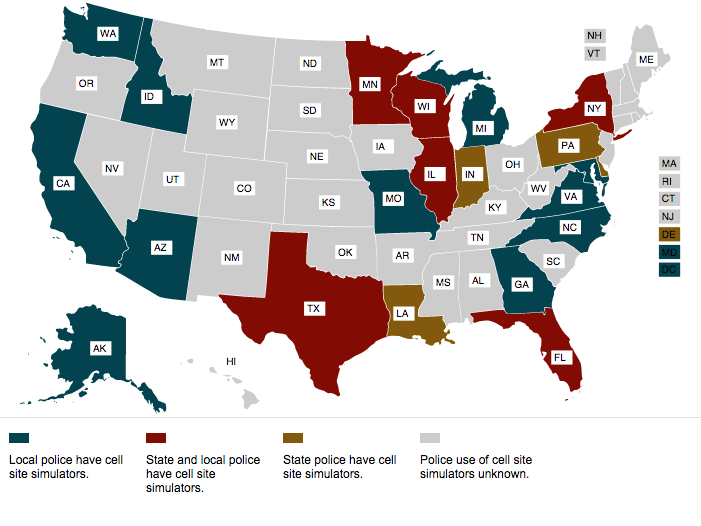 WA
MT
ND
MN
NH
VT
ME
OR
ID
WY
SD
WI
MI
NY
NV
UT
CO
NE
IA
IL
IN
OH
PA
CA
AZ
NM
KS
MO
KY
WV
VA
MA
RI
CT
NJ
DE
MD
DC
OK
AR
TN
NC
SC
TX
LA
MS
AL
GA
FL
AK
HI
Local police have cell
site simulators.
State and local police
have cell site
simulators.
State police have cell
site simulators.
Police use of cell site
simulators unknown.